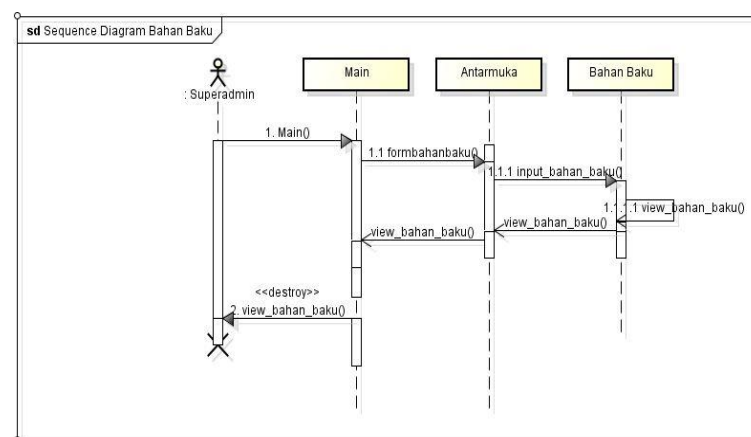 sd Sequence Diagram Bahan Baku
Main
Antarmuka
Bahan Baku
: Superadmin
1. Main()
1.1 formbahanbaku()
1.1.1 input_bahan_baku()
1.1.1.1 view_bahan_baku()
view_bahan_baku()
view_bahan_baku()
<<destroy>>
2. view_bahan_baku()